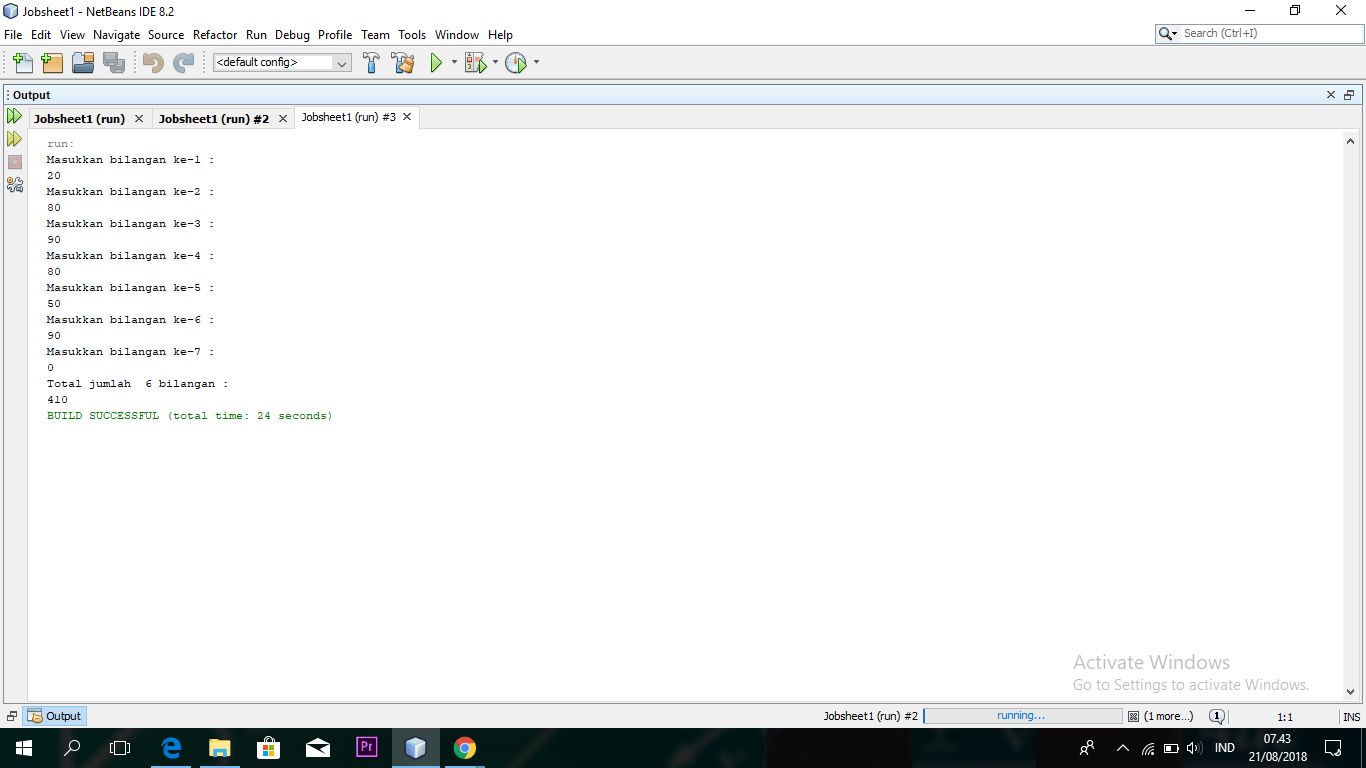 Jobsheet1 - NetBeans IDE 8.2
File Edit View Navigate Source Refactor Run Debug Profile Team Tools Window Help
Search (Ctrl+I)
<default config>
Output
Jobsheet1 (run) Jobsheet1 (run) #2 Jobsheet1 (run) #3
run:
Masukkan bilangan ke-1 :
20
Masukkan bilangan ke-2 :
80
Masukkan bilangan ke-3 :
90
Masukkan bilangan ke-4 :
80
Masukkan bilangan ke-5 :
50
Masukkan bilangan ke-6 :
90
Masukkan bilangan ke-7 :
0
Total jumlah  6 bilangan :
410
BUILD SUCCESSFUL (total time: 24 seconds)
Activate Windows
Go to Settings to activate Windows.
Output
Jobsheet1 (run) #2 running... (1 more...) 1 1:1 INS
Pr
IND
07.43
21/08/2018